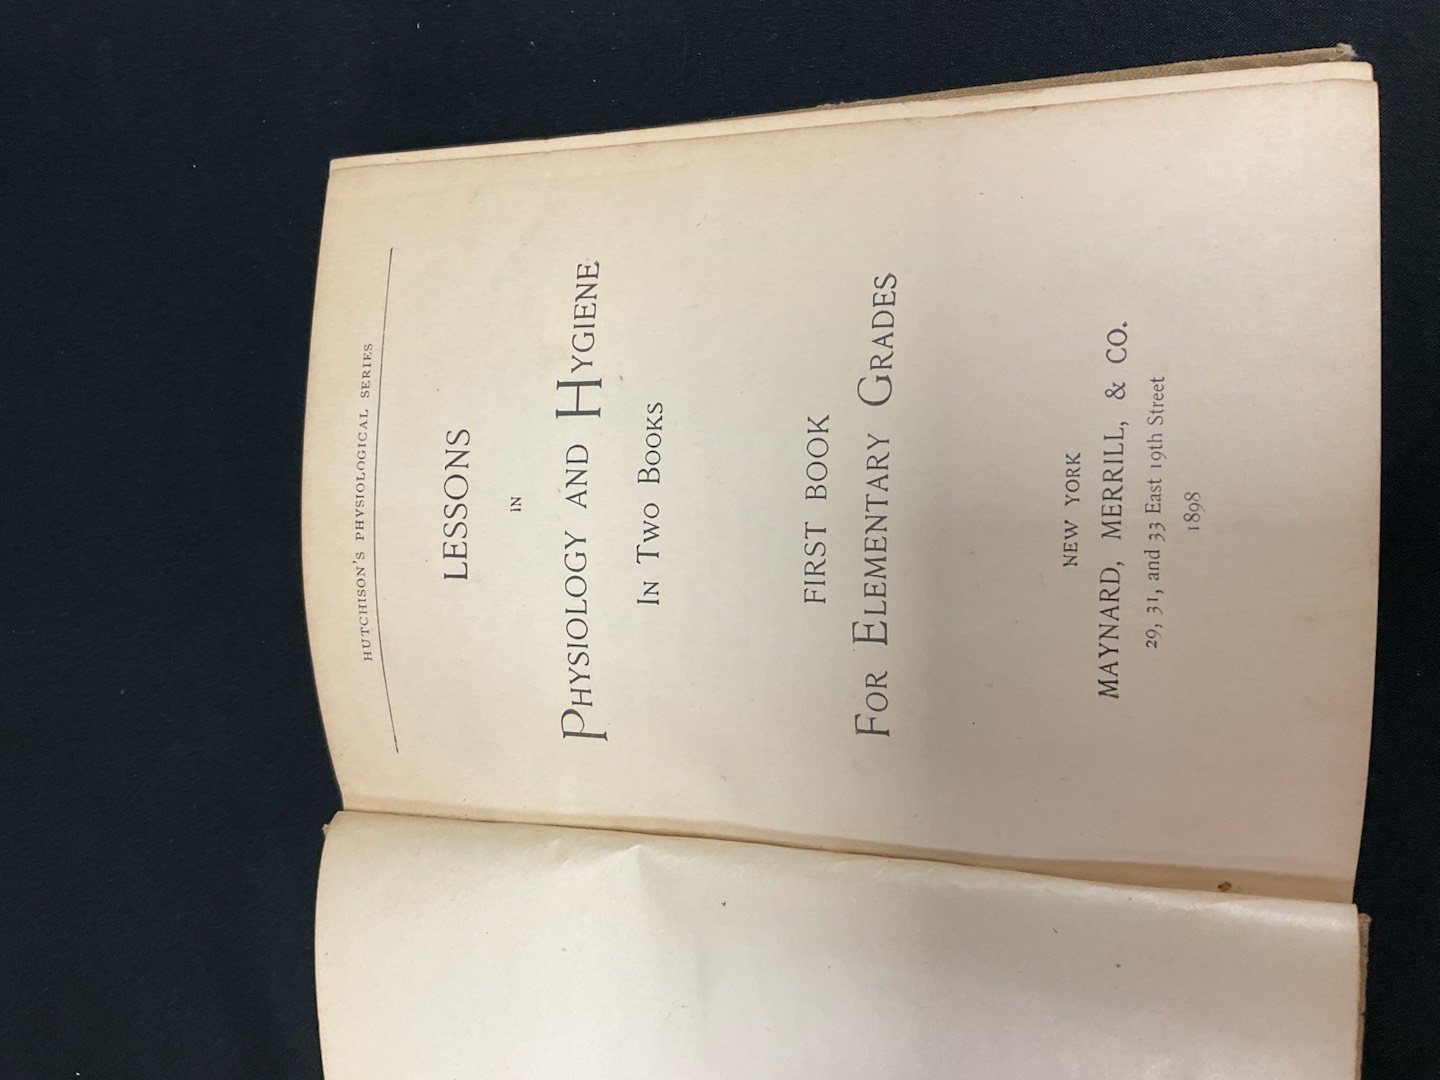 HUTCHISON'S PHYSIOLOGICAL SERIES
LESSONS
IN
PHYSIOLOGY AND HYGIENE
IN TWO BOOKS
FIRST BOOK
FOR ELEMENTARY GRADES
NEW YORK
MAYNARD, MERRILL, & CO.
29, 31, and 33 East 19th Street
1898